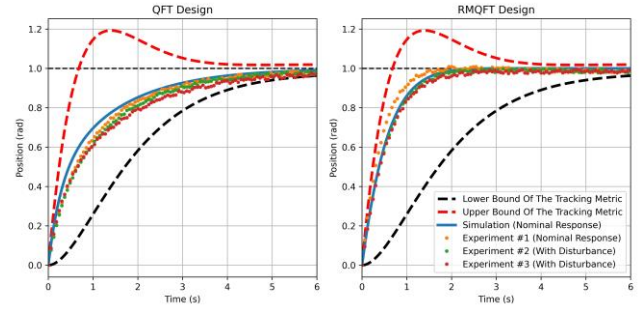 QFT Design
1.2
1.0
0.8
0.6
0.4
0.2
0.0
Position (rad)
0
1
2
3
4
5
6
Time (s)
RMQFT Design
1.2
1.0
0.8
0.6
0.4
0.2
0.0
Position (rad)
Lower Bound Of The Tracking Metric
Upper Bound Of The Tracking Metric
Simulation (Nominal Response)
Experiment #1 (Nominal Response)
Experiment #2 (With Disturbance)
Experiment #3 (With Disturbance)
0
1
2
3
4
5
6
Time (s)